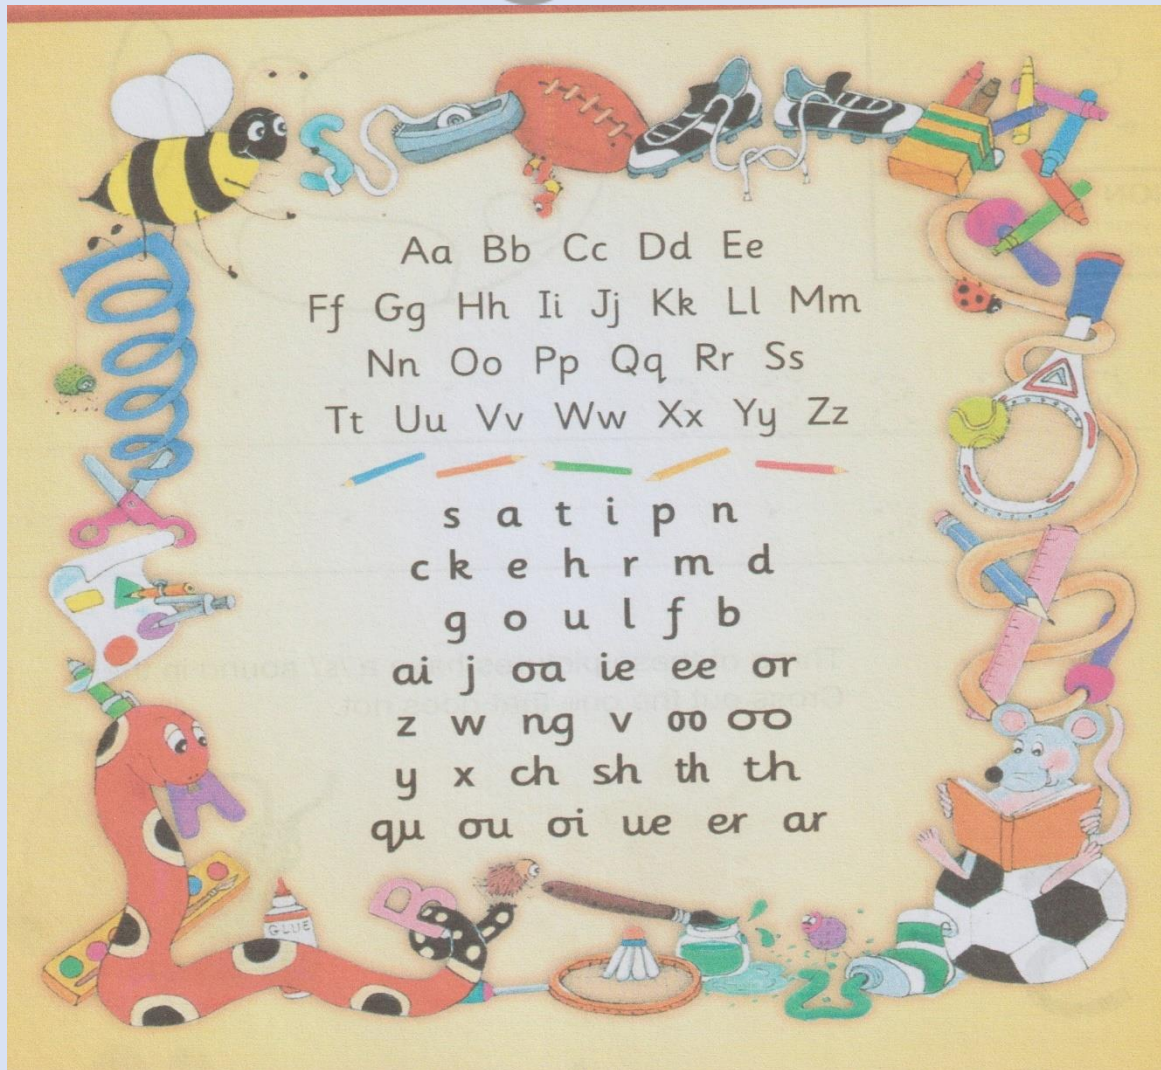 Aa Bb Cc Dd Ee
Ff Gg Hh Ii Jj Kk Ll Mm
Nn Oo Pp Qq Rr Ss
Tt Uu Vv Ww Xx Yy Zz
s a t i p n
ck e h r m d
g o u l f b
ai j oa ie ee or
z w ng v oo oo
y x ch sh th th
qu ou oi ue er ar
GLUE